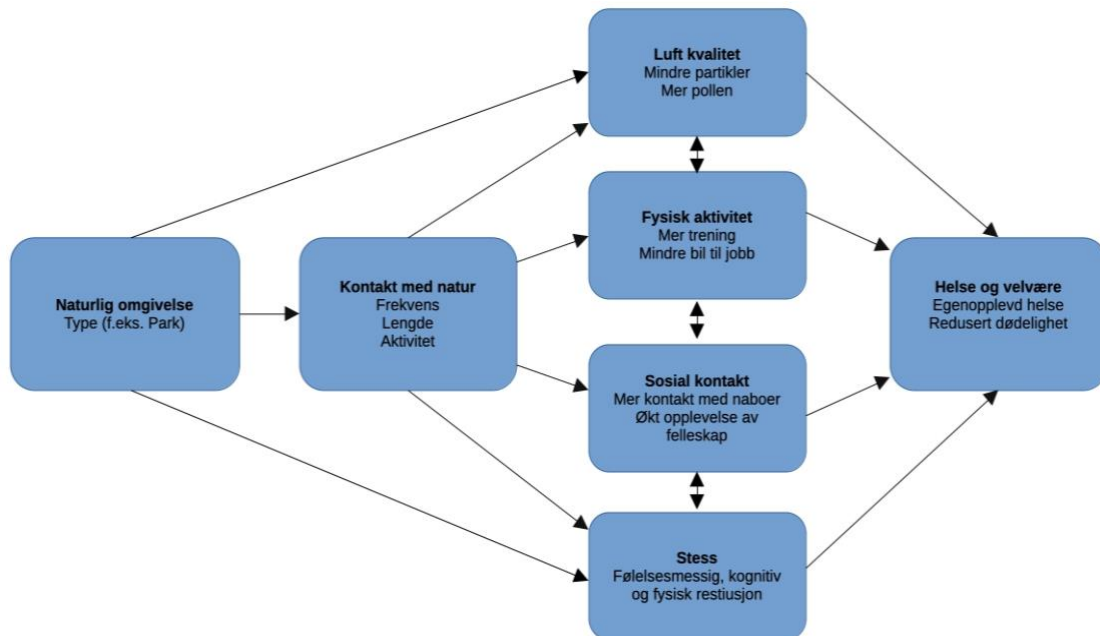 Luft kvalitet
Mindre partikler
Mer pollen
Fysisk aktivitet
Mer trening
Mindre bil til jobb
Naturlig omgivelse
Type (f.eks. Park)
Kontakt med natur
Frekvens
Lengde
Aktivitet
Helse og velvære
Egenopplevd helse
Redusert dødelighet
Sosial kontakt
Mer kontakt med naboer
Økt opplevelse av
felleskap
Stess
Følelsesmessig, kognitiv
og fysisk restiusjon